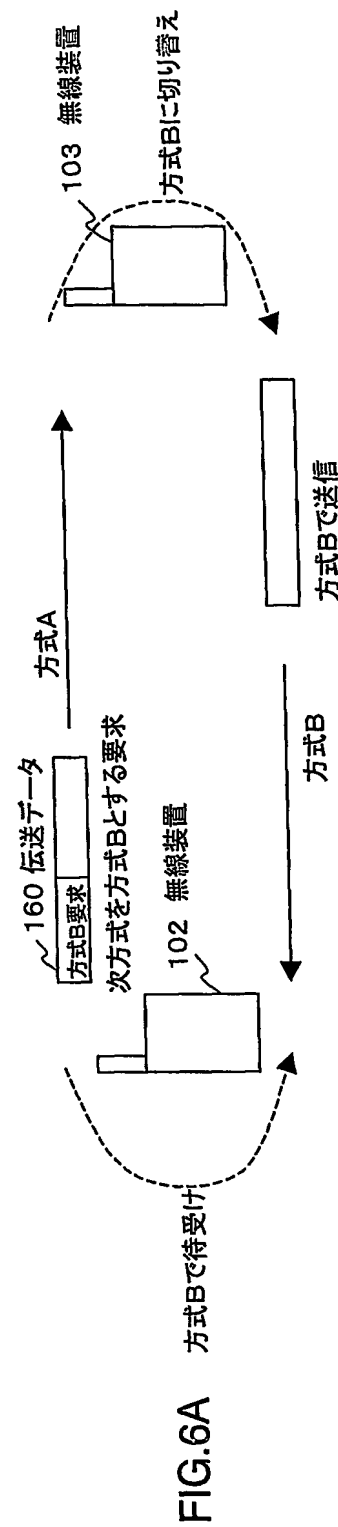 FIG.6A
方式Bで待受け
160 伝送データ
方式B要求
次方式を方式Bとする要求
102 無線装置
方式A
方式B
方式Bで送信
103 無線装置
方式Bに切り替え